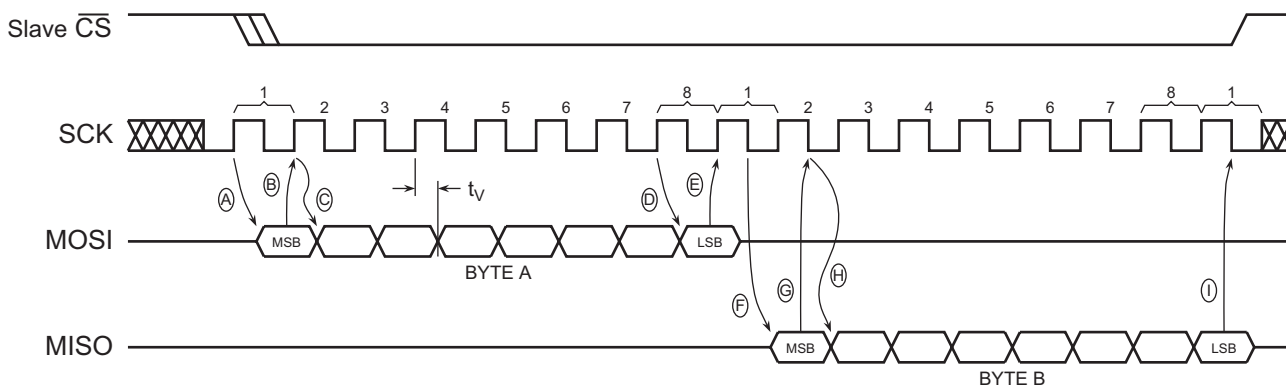 Slave CS
1 8 1 8 1
2 3 4 5 6 7 2 3 4 5 6 7
SCK
B E
A C tV D
MOSI MSB LSB
BYTE A
H
F G I
MISO MSB LSB
BYTE B